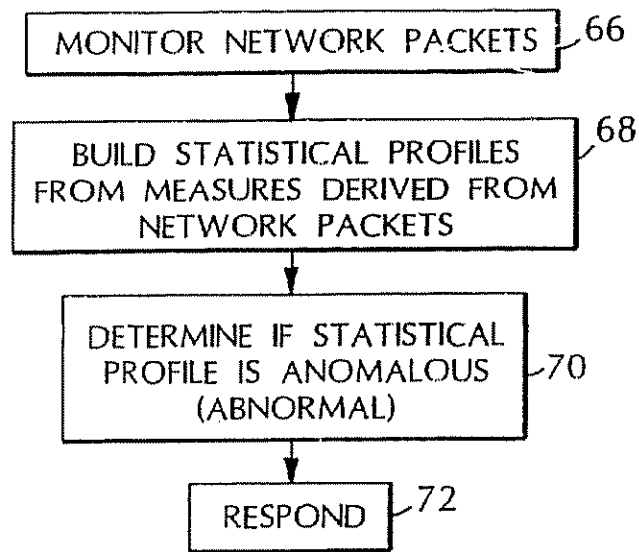 MONITOR NETWORK PACKETS
66
BUILD STATISTICAL PROFILES
FROM MEASURES DERIVED FROM
NETWORK PACKETS
68
DETERMINE IF STATISTICAL
PROFILE IS ANOMALOUS
(ABNORMAL)
70
RESPOND
72